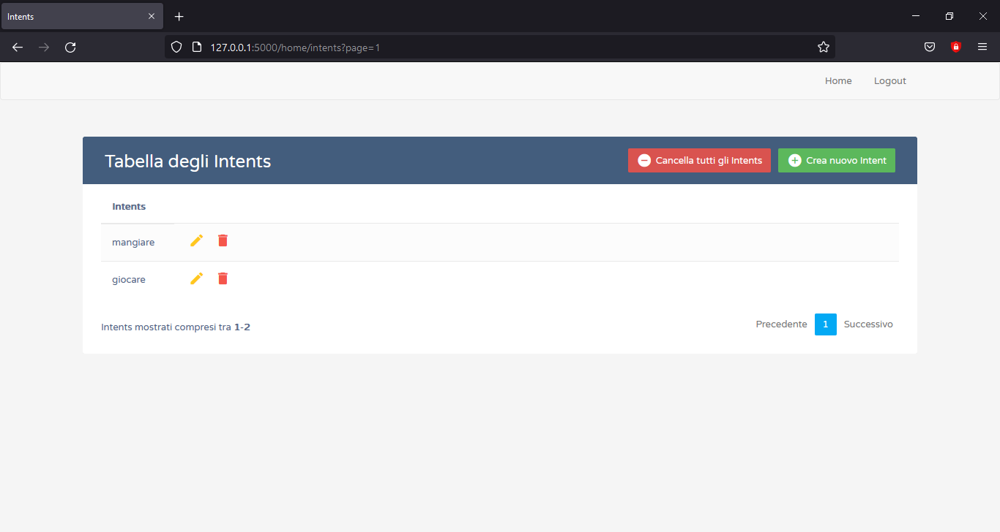 Intents
127.0.0.1:5000/home/intents?page=1
Home Logout
Tabella degli Intents Cancella tutti gli Intents Crea nuovo Intent
Intents
mangiare
giocare
Intents mostrati compresi tra 1-2 Precedente 1 Successivo